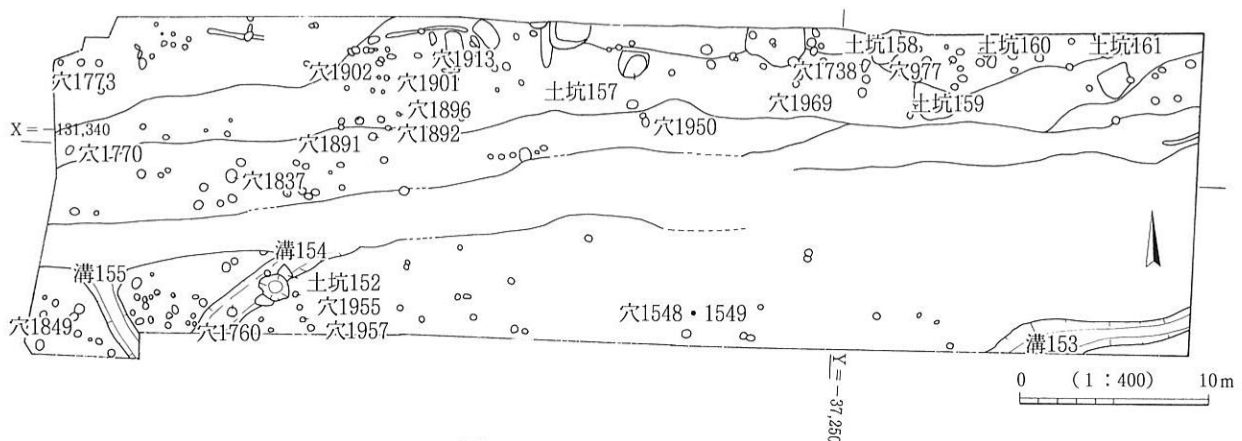 土坑158
土坑160
土坑161
穴1773
穴1902
穴1913
穴1901
穴1738
穴977
土坑157
穴1896
穴1969
土坑159
X=-131,340
穴1891
穴1892
穴1950
穴1770
穴1837
溝155
溝154
土坑152
穴1955
穴1548・1549
穴1849
穴1760
穴1957
溝153
Y=-37,250
0 (1:400) 10m